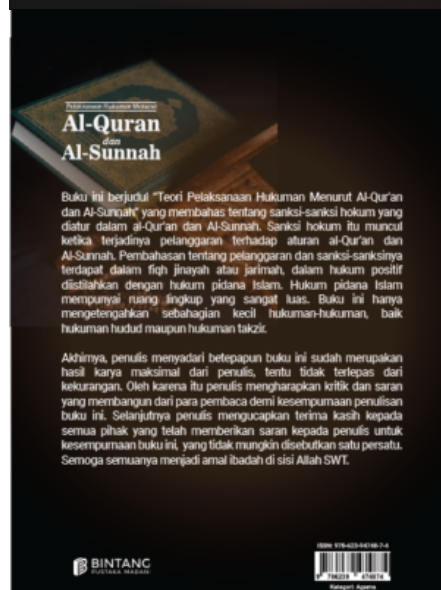 Pelaksanaan Hukuman Menurut
Al-Quran
dan
Al-Sunnah
Buku ini berjudul "Teori Pelaksanaan Hukuman Menurut Al-Qur'an
dan Al-Sunnah" yang membahas tentang sanksi-sanksi hokum yang
diatur dalam al-Qur'an dan Al-Sunnah. Sanksi hokum itu muncul
ketika terjadinya pelanggaran terhadap aturan al-Qur'an dan
Al-Sunnah. Pembahasan tentang pelanggaran dan sanksi-sanksinya
terdapat dalam fiqh jinayah atau jarimah, dalam hukum positif
diistilahkan dengan hukum pidana Islam. Hukum pidana Islam
mempunyai ruang lingkup yang sangat luas. Buku ini hanya
mengetengahkan sebahagian kecil hukuman-hukuman, baik
hukuman hudud maupun hukuman takzir.
Akhirnya, penulis menyadari betepapun buku ini sudah merupakan
hasil karya maksimal dari penulis, tentu tidak terlepas dari
kekurangan. Oleh karena itu penulis mengharapkan kritik dan saran
yang membangun dari para pembaca demi kesempurnaan penulisan
buku ini. Selanjutnya penulis mengucapkan terima kasih kepada
semua pihak yang telah memberikan saran kepada penulis untuk
kesempurnaan buku ini, yang tidak mungkin disebutkan satu persatu.
Semoga semuanya menjadi amal ibadah di sisi Allah SWT.
BINTANG
PUSTAKA MADANI
Kategori: Agama